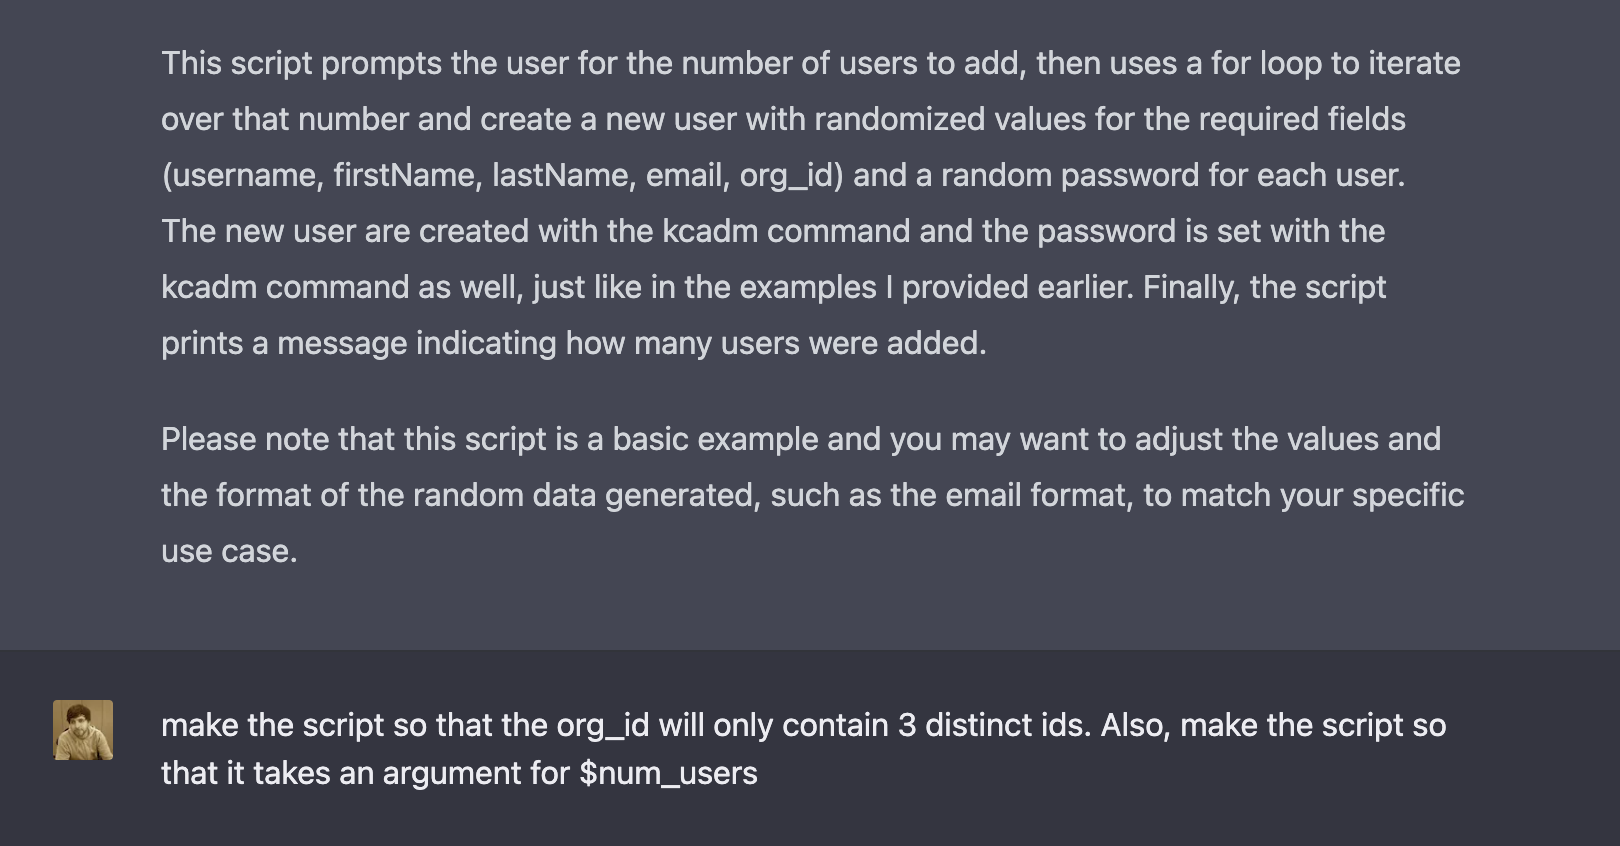 This script prompts the user for the number of users to add, then uses a for loop to iterate
over that number and create a new user with randomized values for the required fields
(username, firstName, lastName, email, org_id) and a random password for each user.
The new user are created with the kcadm command and the password is set with the
kcadm command as well, just like in the examples I provided earlier. Finally, the script
prints a message indicating how many users were added.
Please note that this script is a basic example and you may want to adjust the values and
the format of the random data generated, such as the email format, to match your specific
use case.
make the script so that the org_id will only contain 3 distinct ids. Also, make the script so
that it takes an argument for $num_users